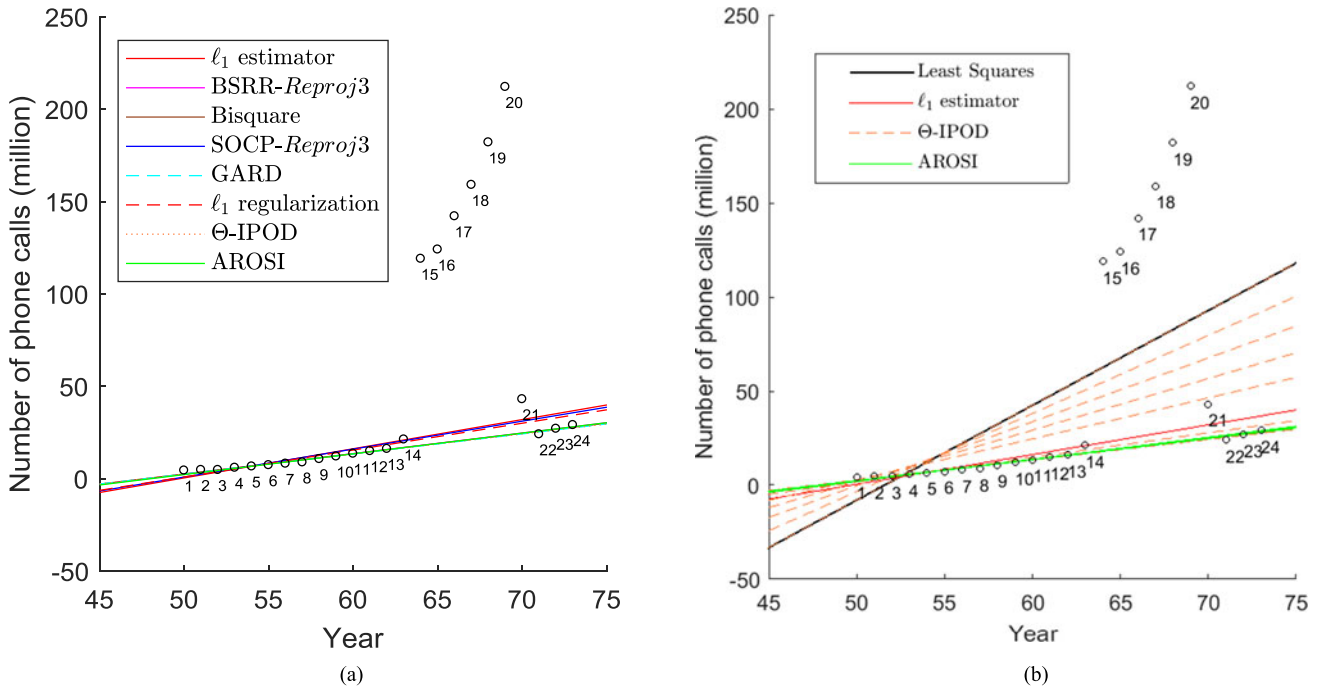 250
200
150
100
50
0
-50
Number of phone calls (million)
ℓ1 estimator
BSRR-Reproj3
Bisquare
SOCP-Reproj3
GARD
ℓ1 regularization
Θ-IPOD
AROSI
20
19
18
17
15 16
21
1 2 3 4 5 6 7 8 9 10 11 12 13 14 22 23 24
45 50 55 60 65 70 75
Year
(a)
250
200
150
100
50
0
-50
Number of phone calls (million)
Least Squares
ℓ1 estimator
Θ-IPOD
AROSI
20
19
18
17
15 16
21
1 2 3 4 5 6 7 8 9 10 11 12 13 14 22 23 24
45 50 55 60 65 70 75
Year
(b)